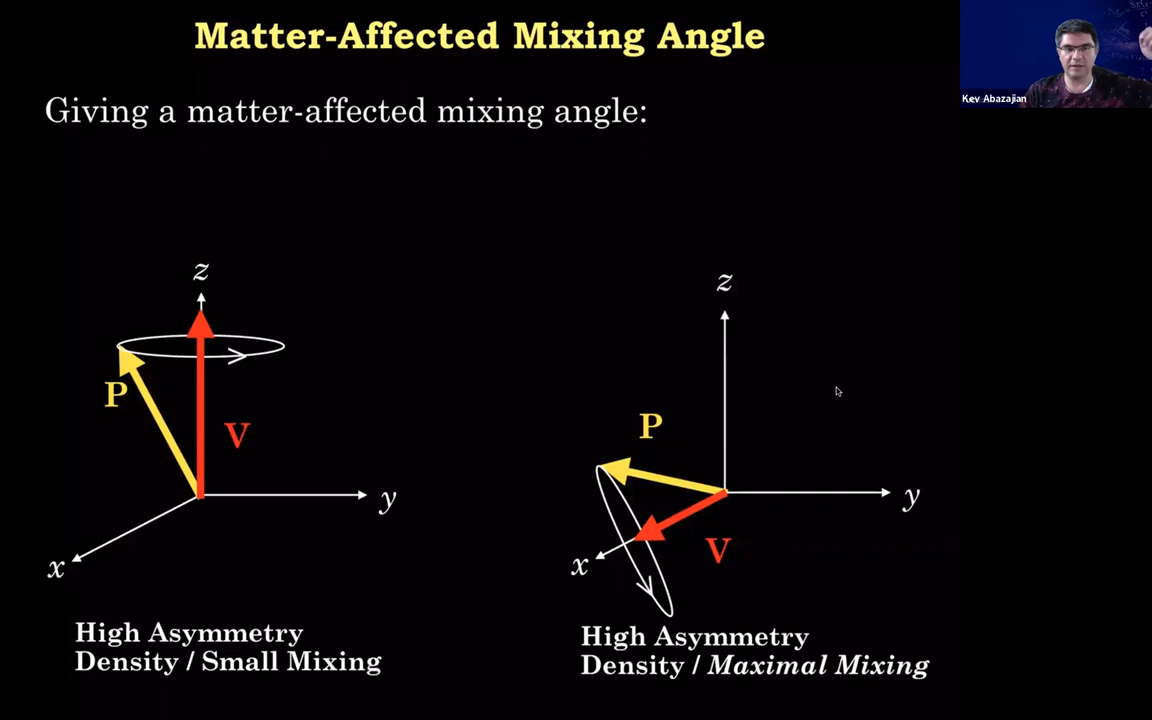 Matter-Affected Mixing Angle
Kev Abazajian
Giving a matter-affected mixing angle:
z
P
V
y
x
High Asymmetry
Density / Small Mixing
z
P
V
y
x
High Asymmetry
Density / Maximal Mixing